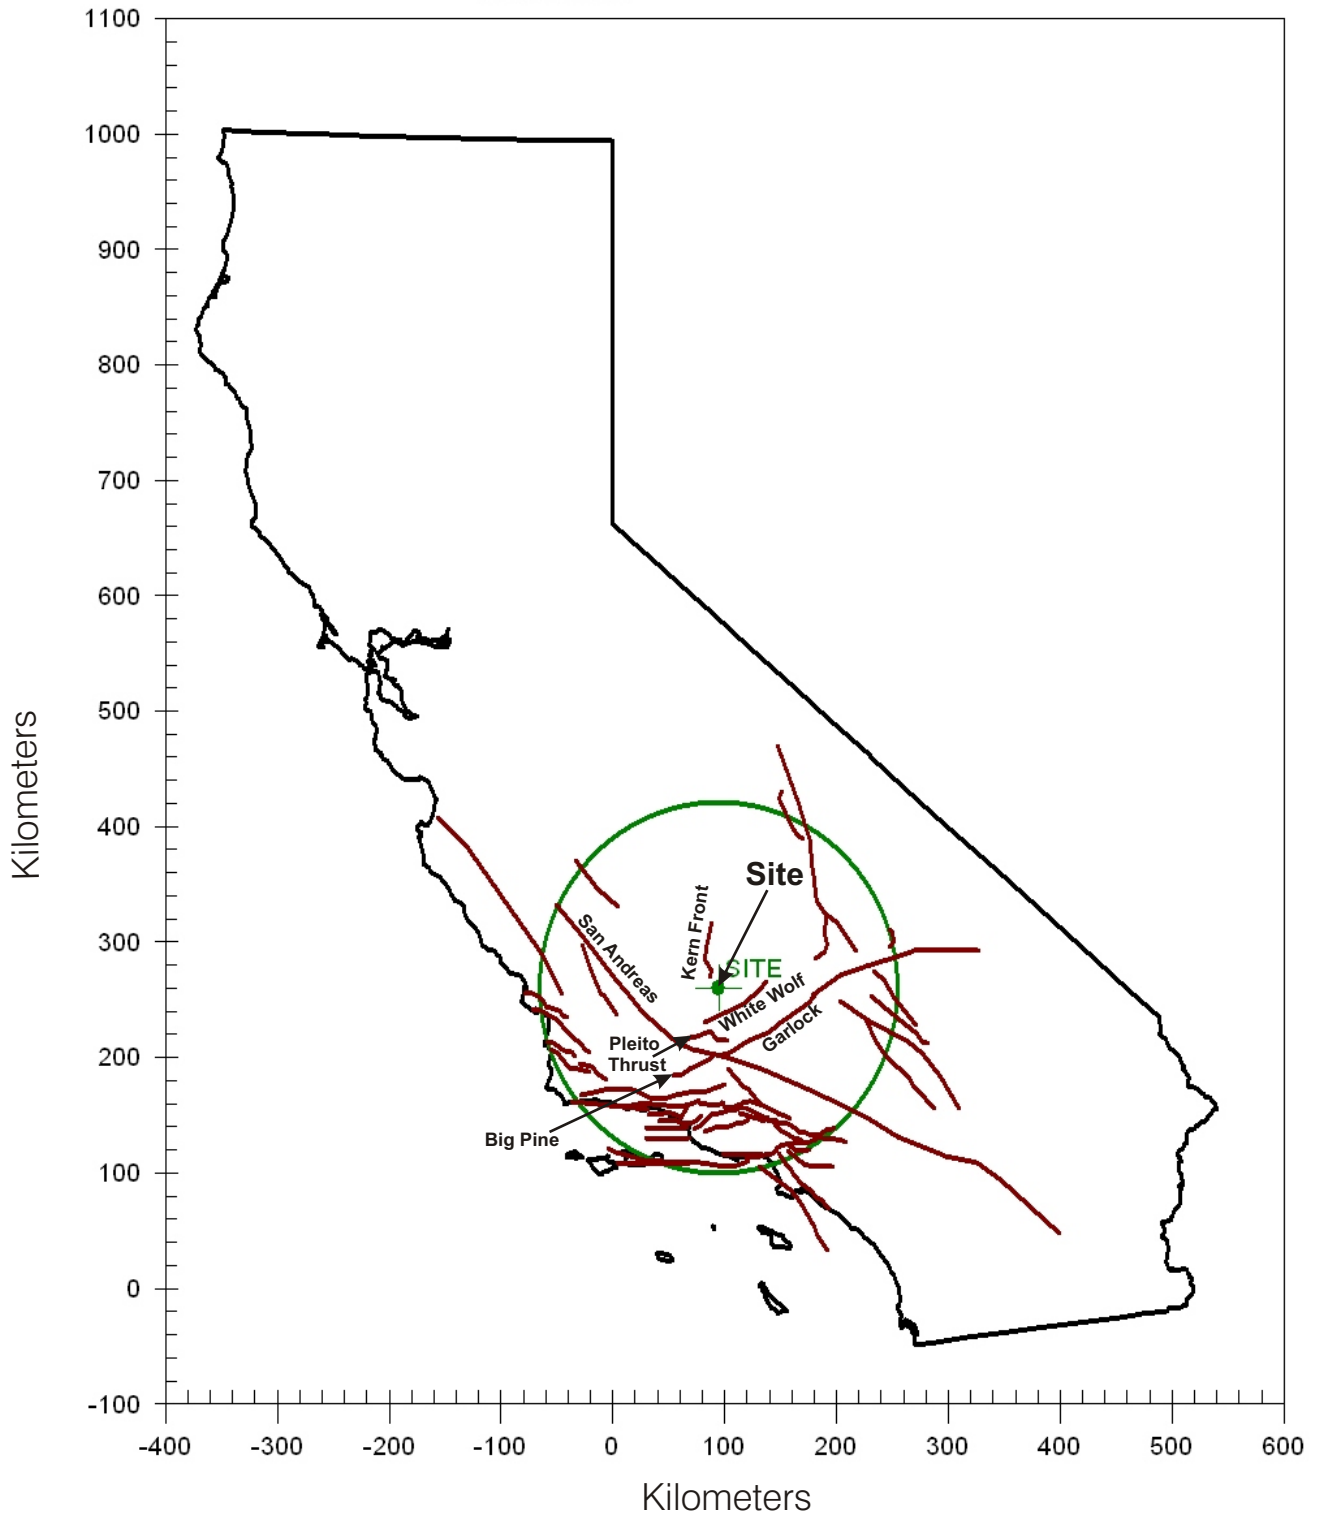 1100
1000
900
800
700
600
500
400
300
200
100
0
-100
Kilometers
Site
SITE
Kern Front
San Andreas
White Wolf
Garlock
Pleito
Thrust
Big Pine
-400 -300 -200 -100 0 100 200 300 400 500 600
Kilometers